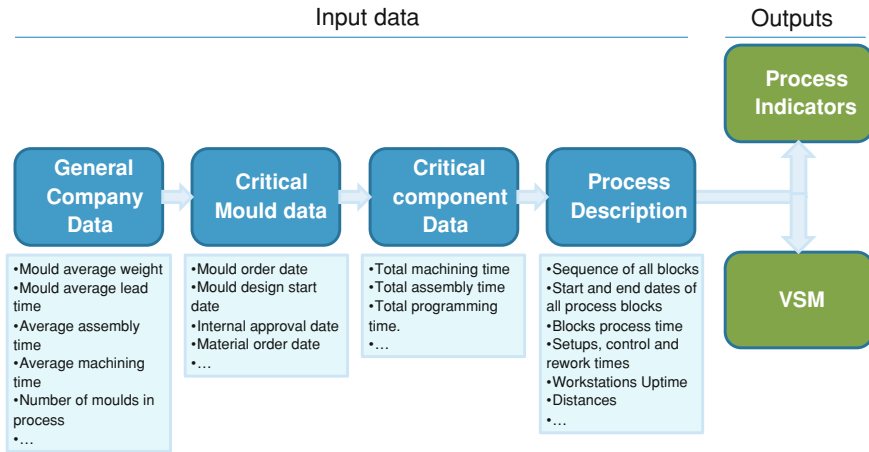 Input data
Outputs
Process
Indicators
General
Company
Data
Critical
Mould data
Critical
component
Data
Process
Description
•Mould average weight
•Mould average lead
time
•Average assembly
time
•Average machining
time
•Number of moulds in
process
•…
•Mould order date
•Mould design start
date
•Internal approval date
•Material order date
•…
•Total machining time
•Total assembly time
•Total programming
time.
•…
•Sequence of all blocks
•Start and end dates of
all process blocks
•Blocks process time
•Setups, control and
rework times
•Workstations Uptime
•Distances
•…
VSM